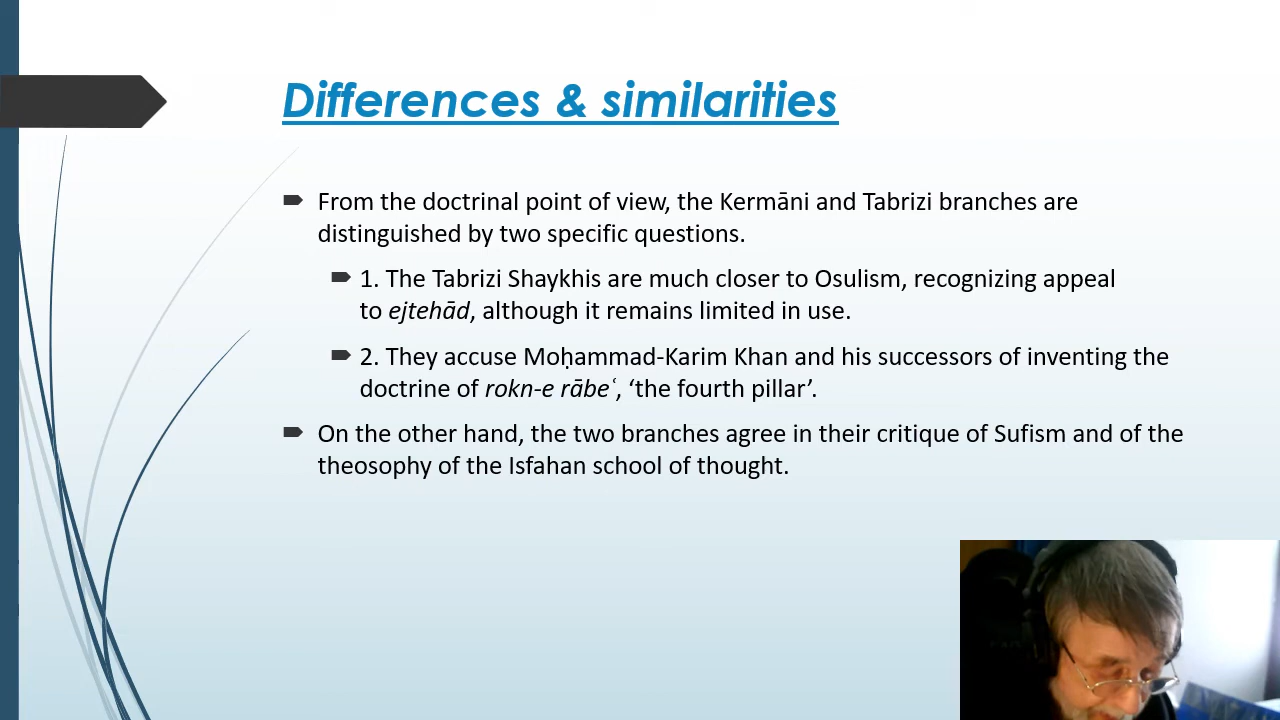 Differences & similarities
From the doctrinal point of view, the Kermāni and Tabrizi branches are
distinguished by two specific questions.
1. The Tabrizi Shaykhis are much closer to Osulism, recognizing appeal
to ejtehād, although it remains limited in use.
2. They accuse Moḥammad-Karim Khan and his successors of inventing the
doctrine of rokn-e rābeʿ, ‘the fourth pillar’.
On the other hand, the two branches agree in their critique of Sufism and of the
theosophy of the Isfahan school of thought.